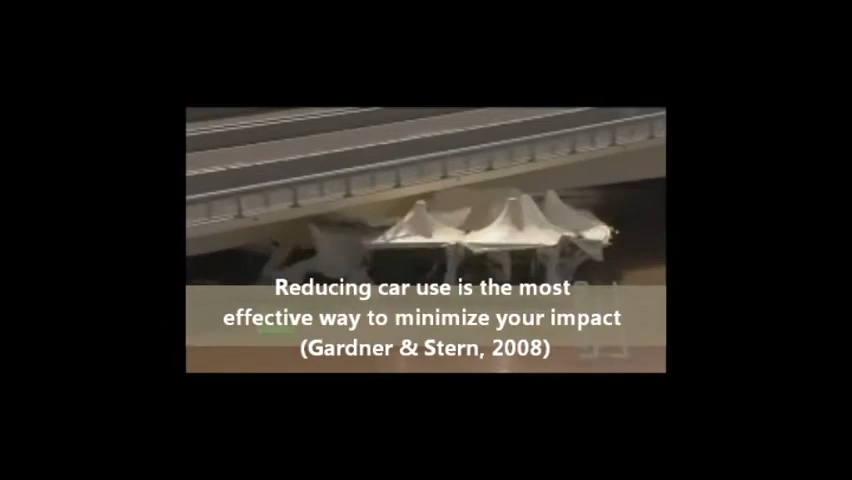 Reducing car use is the most
effective way to minimize your impact
(Gardner & Stern, 2008)